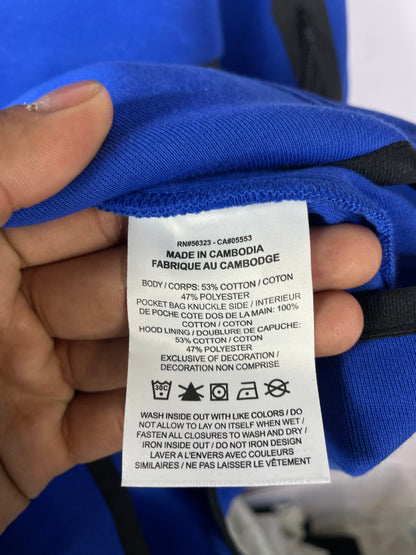 RN#56323 - CA#05553
MADE IN CAMBODIA
FABRIQUE AU CAMBODGE
BODY / CORPS: 53% COTTON / COTON
47% POLYESTER
POCKET BAG KNUCKLE SIDE / INTERIEUR
DE POCHE COTE DOS DE LA MAIN: 100%
COTTON / COTON
HOOD LINING / DOUBLURE DE CAPUCHE:
53% COTTON / COTON
47% POLYESTER
EXCLUSIVE OF DECORATION /
DECORATION NON COMPRISE
30C
WASH INSIDE OUT WITH LIKE COLORS / DO
NOT ALLOW TO LAY ON ITSELF WHEN WET /
FASTEN ALL CLOSURES TO WASH AND DRY /
DO NOT IRON DESIGN
LAVER A L'ENVERS AVEC COULEURS
SIMILAIRES / NE PAS LAISSER LE VÊTEMENT